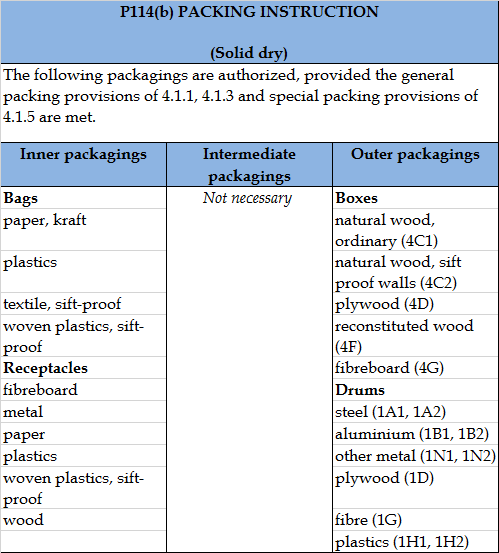 P114(b) PACKING INSTRUCTION
(Solid dry)
The following packagings are authorized, provided the general
packing provisions of 4.1.1, 4.1.3 and special packing provisions of
4.1.5 are met.
Inner packagings
Intermediate
packagings
Outer packagings
Bags
Not necessary
Boxes
paper, kraft
natural wood,
ordinary (4C1)
plastics
natural wood, sift
proof walls (4C2)
textile, sift-proof
plywood (4D)
woven plastics, sift-
proof
reconstituted wood
(4F)
Receptacles
fibreboard (4G)
fibreboard
Drums
metal
steel (1A1, 1A2)
paper
aluminium (1B1, 1B2)
plastics
other metal (1N1, 1N2)
woven plastics, sift-
proof
plywood (1D)
wood
fibre (1G)
plastics (1H1, 1H2)